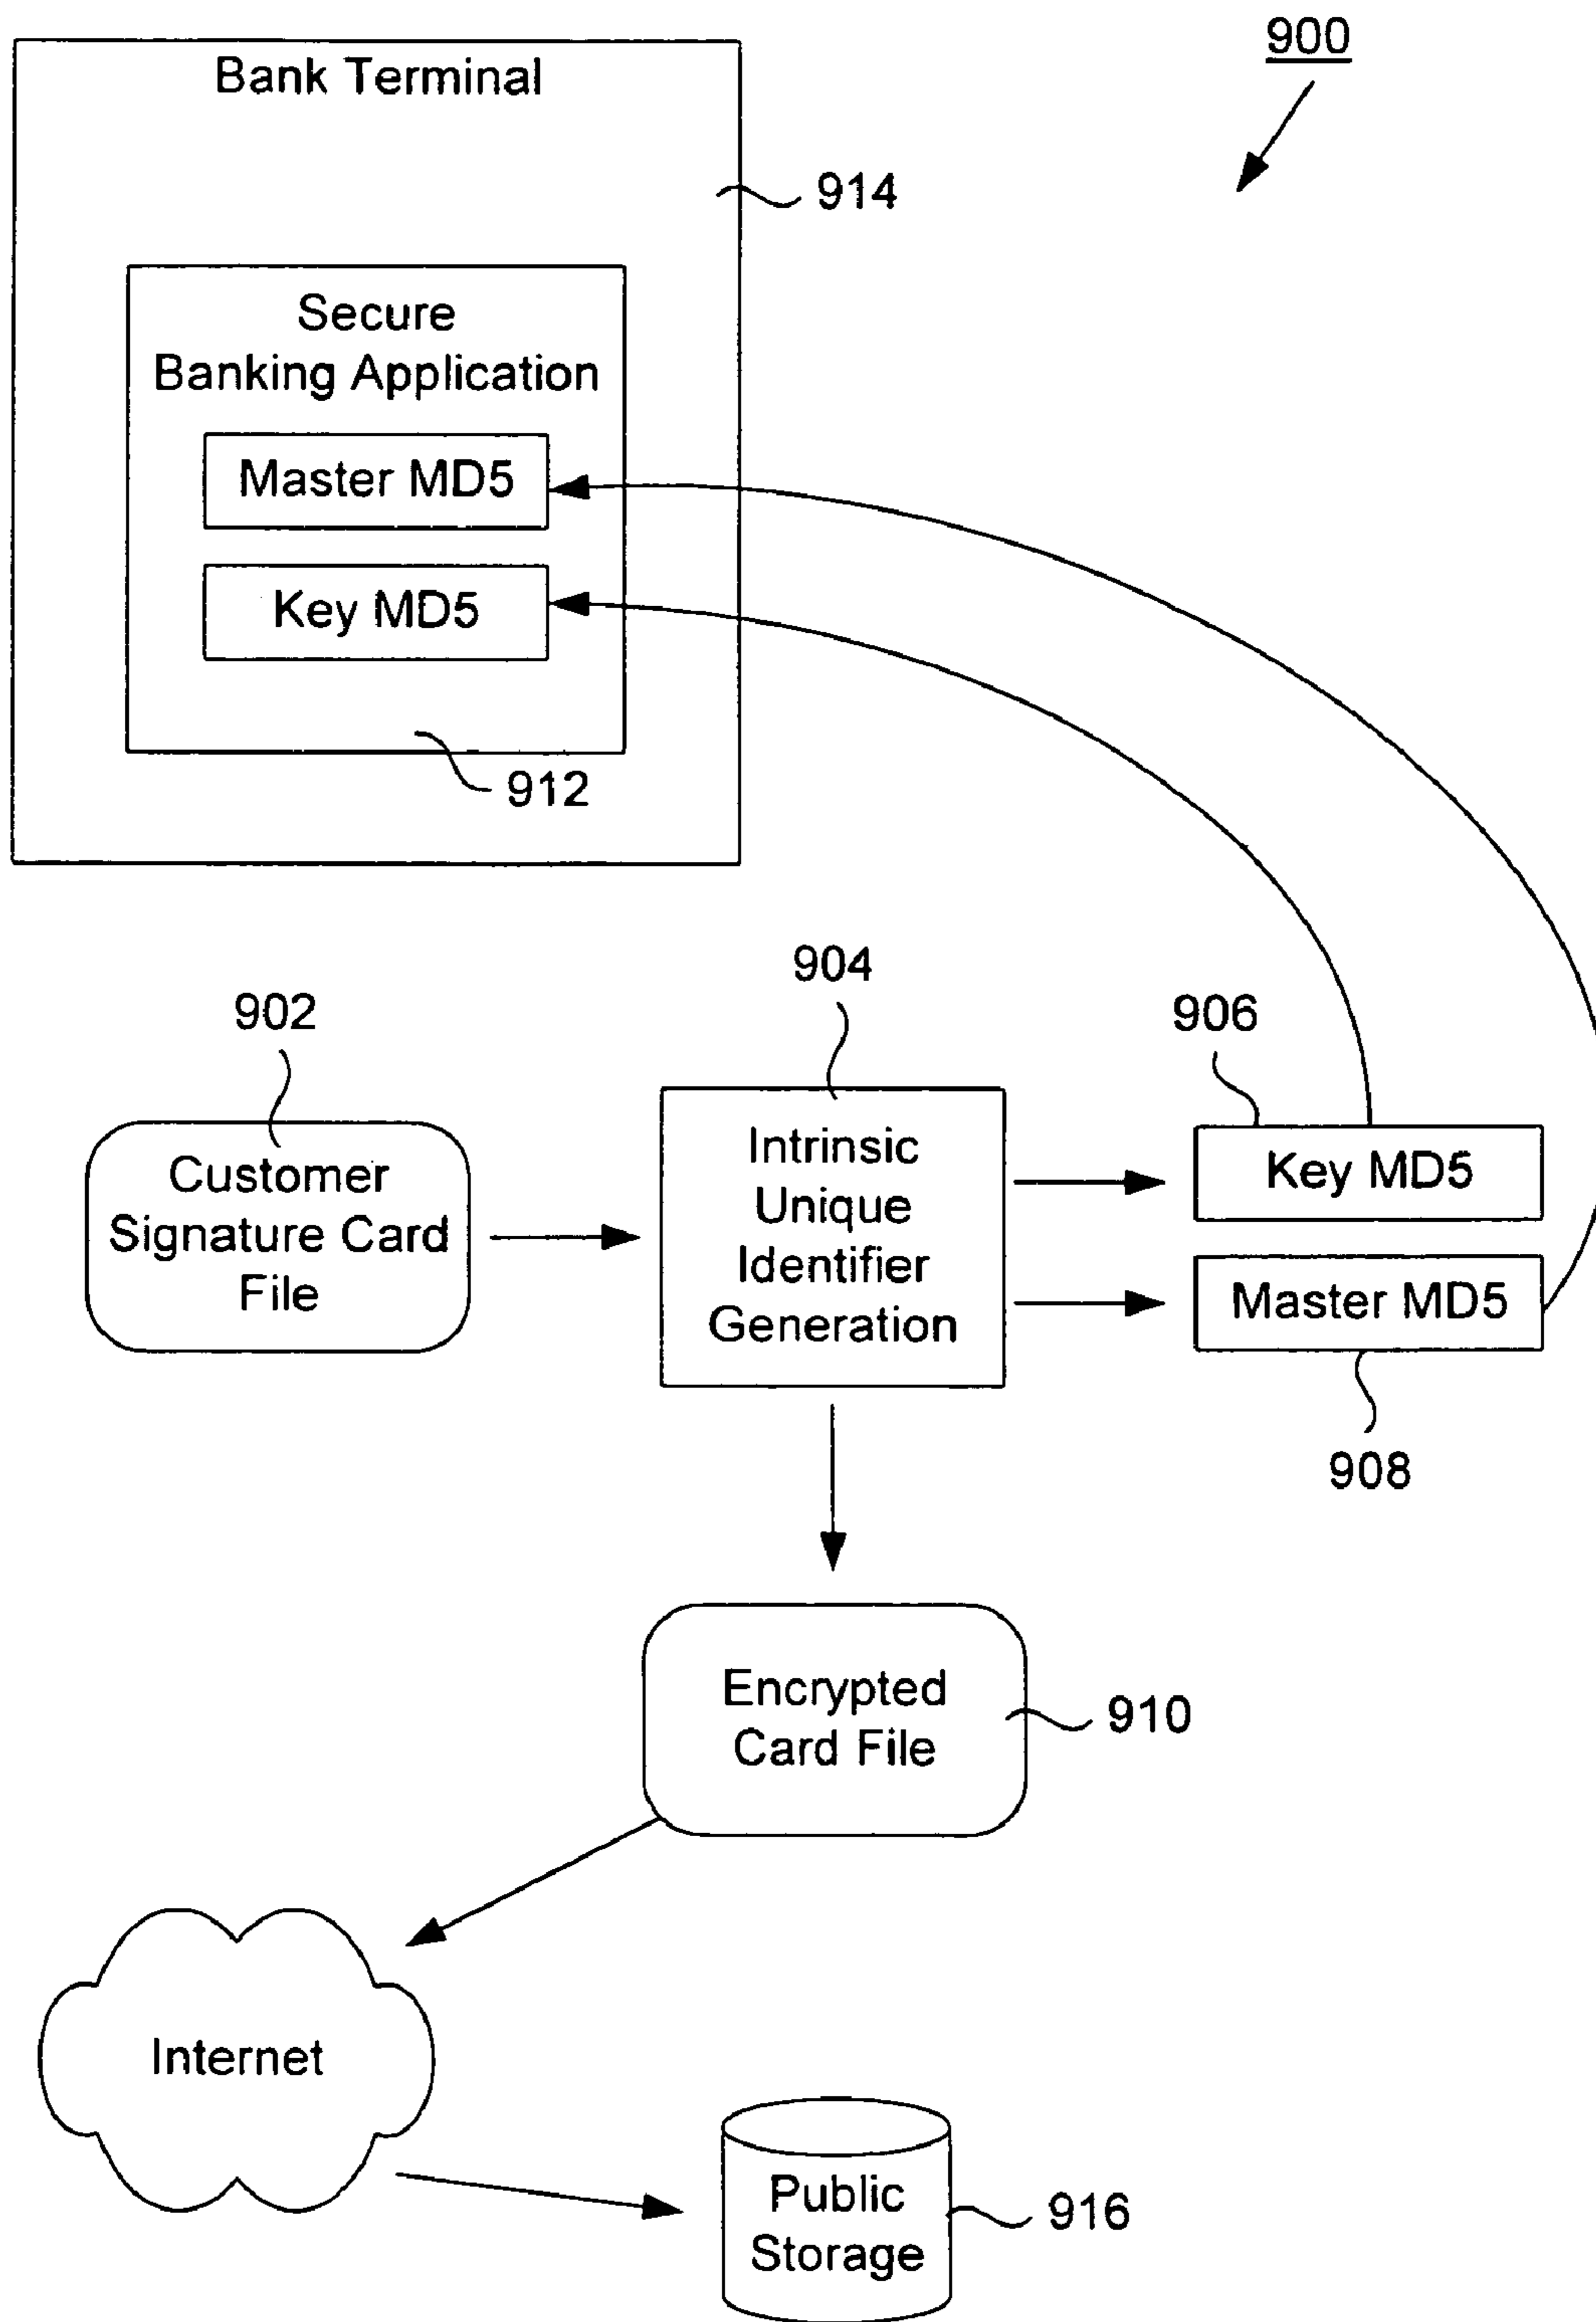 900
Bank Terminal
914
Secure
Banking Application
Master MD5
Key MD5
912
904
902
906
Customer
Signature Card
File
Intrinsic
Unique
Identifier
Generation
Key MD5
Master MD5
908
Encrypted
Card File
910
Internet
Public
Storage
916